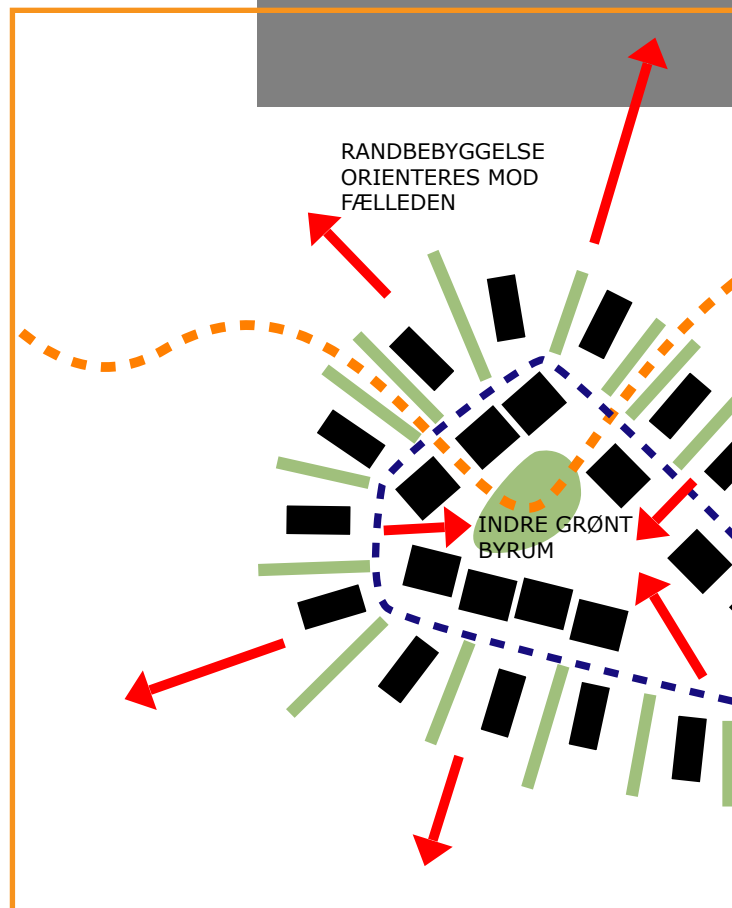 RANDBEBYGGELSE
ORIENTERES MOD
FÆLLEDEN
INDRE GRØNT
BYRUM